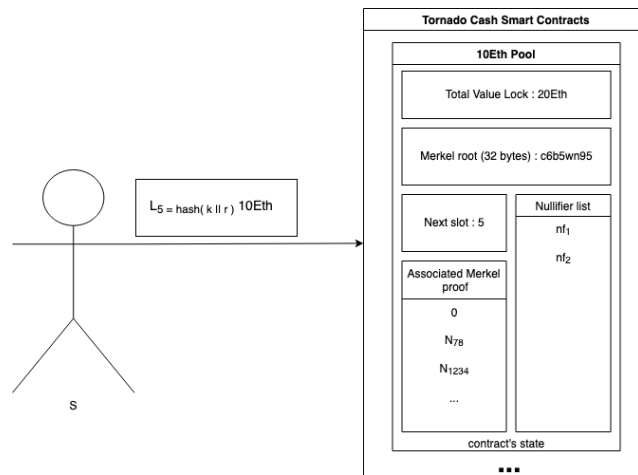 Tornado Cash Smart Contracts
10Eth Pool
Total Value Lock : 20Eth
Merkel root (32 bytes) : c6b5wn95
L5 = hash( k || r ) 10Eth
Next slot : 5
Nullifier list
nf1
nf2
Associated Merkel
proof
0
N78
N1234
...
S
contract's state
...